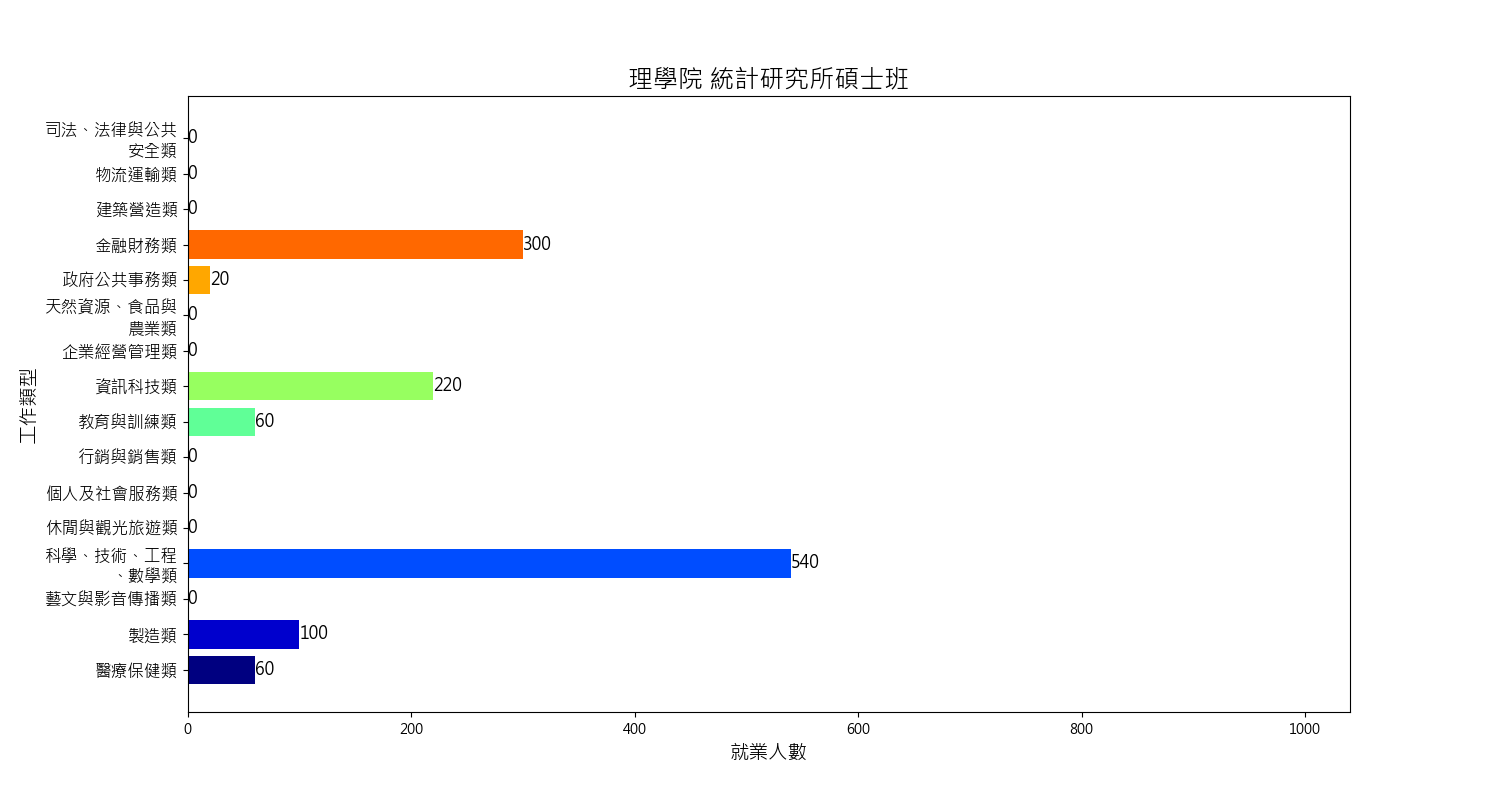 理學院 統計研究所碩士班
司法、法律與公共
安全類
0
物流運輸類
0
建築營造類
0
金融財務類
300
政府公共事務類
20
天然資源、食品與
農業類
0
企業經營管理類
0
資訊科技類
220
教育與訓練類
60
行銷與銷售類
0
個人及社會服務類
0
休閒與觀光旅遊類
0
科學、技術、工程
、數學類
540
藝文與影音傳播類
0
製造類
100
醫療保健類
60
工作類型
0 200 400 600 800 1000
就業人數